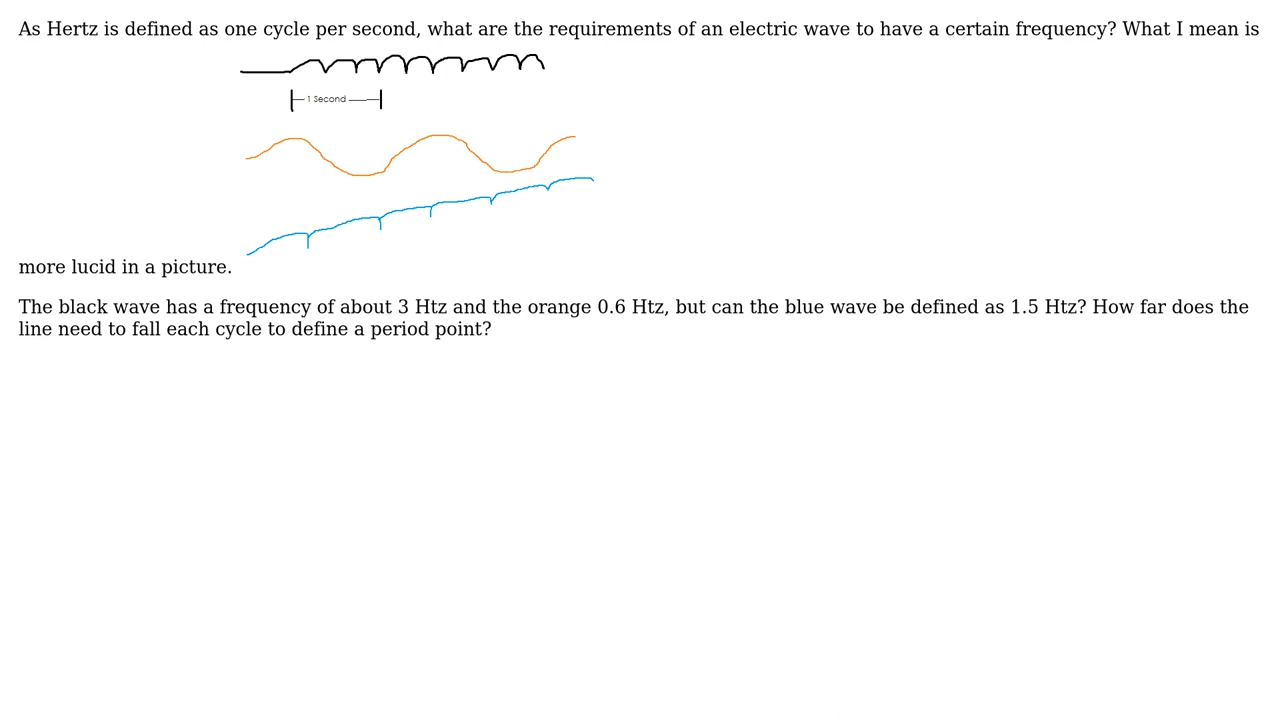 As Hertz is defined as one cycle per second, what are the requirements of an electric wave to have a certain frequency? What I mean is
1 Second
more lucid in a picture.
The black wave has a frequency of about 3 Htz and the orange 0.6 Htz, but can the blue wave be defined as 1.5 Htz? How far does the
line need to fall each cycle to define a period point?